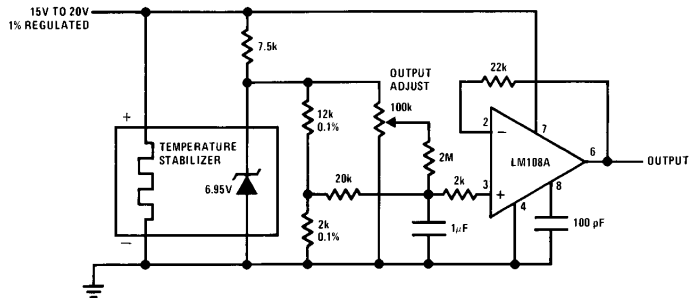 15V TO 20V
1% REGULATED
7.5k
OUTPUT
ADJUST
22k
12k
0.1%
100k
2
7
+
TEMPERATURE
STABILIZER
−
LM108A
6
OUTPUT
2M
6.95V
20k
2k
3
+
8
4
−
2k
0.1%
1μF
100 pF